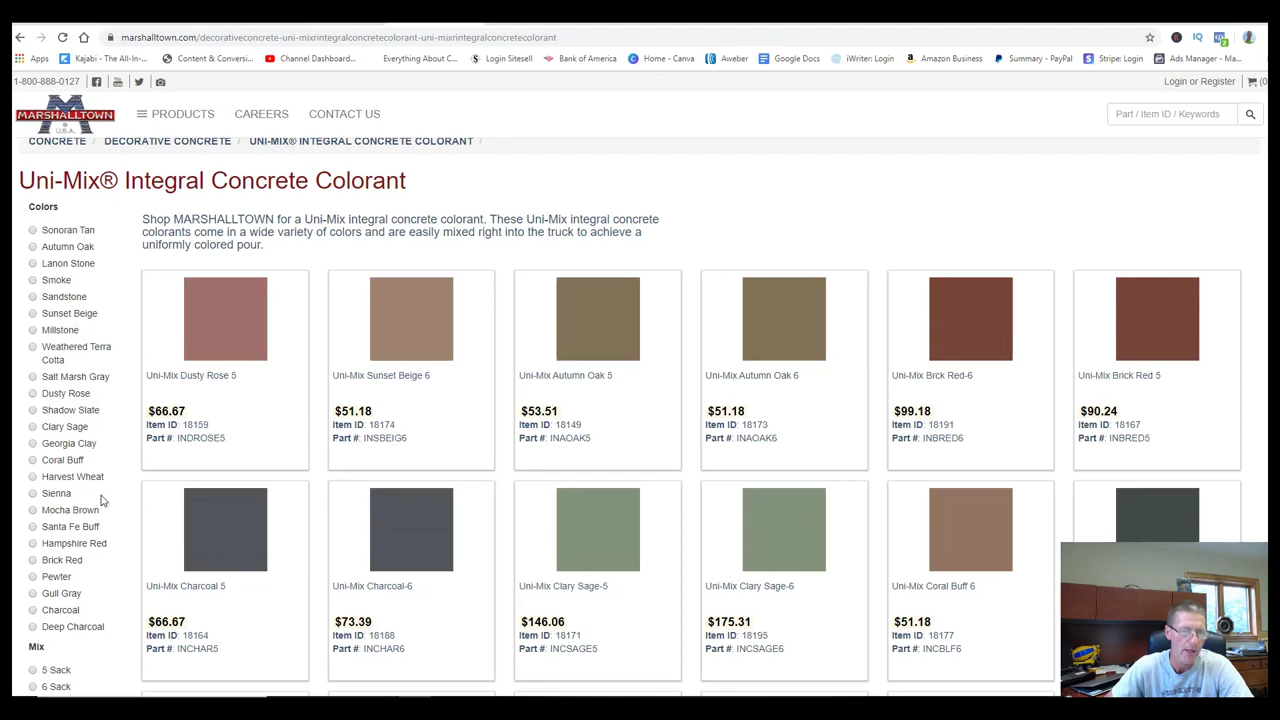 marshalltown.com/decorativeconcrete-uni-mixrintegralconcretecolorant-uni-mixrintegralconcretecolorant
Apps Kajabi - The All-In-... Content & Conversi... Channel Dashboard... Everything About C... Login Sitesell Bank of America Home - Canva Aweber Google Docs iWriter: Login Amazon Business Summary - PayPal Stripe: Login Ads Manager - Ma...
1-800-888-0127 Login or Register (0
MARSHALLTOWN U.S.A. PRODUCTS CAREERS CONTACT US Part / Item ID / Keywords
CONCRETE / DECORATIVE CONCRETE / UNI-MIX® INTEGRAL CONCRETE COLORANT /
Uni-Mix® Integral Concrete Colorant
Colors
Sonoran Tan
Autumn Oak
Lanon Stone
Smoke
Sandstone
Sunset Beige
Millstone
Weathered Terra
Cotta
Salt Marsh Gray
Dusty Rose
Shadow Slate
Clary Sage
Georgia Clay
Coral Buff
Harvest Wheat
Sienna
Mocha Brown
Santa Fe Buff
Hampshire Red
Brick Red
Pewter
Gull Gray
Charcoal
Deep Charcoal
Mix
5 Sack
6 Sack
Shop MARSHALLTOWN for a Uni-Mix integral concrete colorant. These Uni-Mix integral concrete
colorants come in a wide variety of colors and are easily mixed right into the truck to achieve a
uniformly colored pour.
Uni-Mix Dusty Rose 5
$66.67
Item ID: 18159
Part #: INDROSE5
Uni-Mix Sunset Beige 6
$51.18
Item ID: 18174
Part #: INSBEIG6
Uni-Mix Autumn Oak 5
$53.51
Item ID: 18149
Part #: INAOAK5
Uni-Mix Autumn Oak 6
$51.18
Item ID: 18173
Part #: INAOAK6
Uni-Mix Brck Red-6
$99.18
Item ID: 18191
Part #: INBRED6
Uni-Mix Brick Red 5
$90.24
Item ID: 18167
Part #: INBRED5
Uni-Mix Charcoal 5
$66.67
Item ID: 18164
Part #: INCHAR5
Uni-Mix Charcoal-6
$73.39
Item ID: 18188
Part #: INCHAR6
Uni-Mix Clary Sage-5
$146.06
Item ID: 18171
Part #: INCSAGE5
Uni-Mix Clary Sage-6
$175.31
Item ID: 18195
Part #: INCSAGE6
Uni-Mix Coral Buff 6
$51.18
Item ID: 18177
Part #: INCBLF6